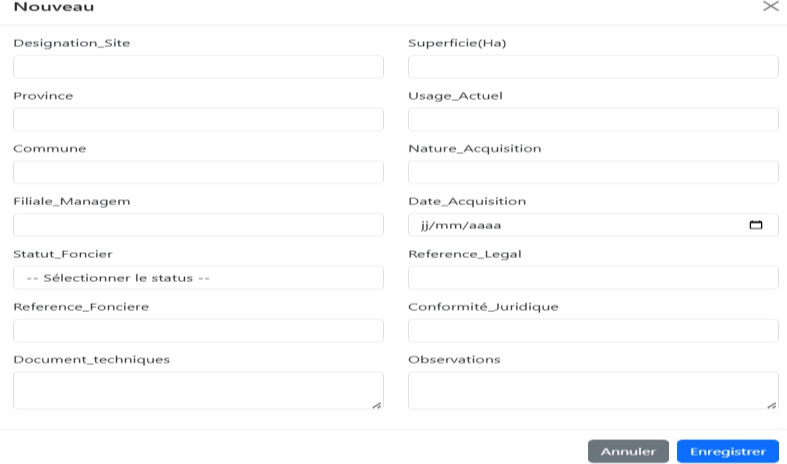 Nouveau
Designation_Site
Superficie(Ha)
Province
Usage_Actuel
Commune
Nature_Acquisition
Filiale_Managem
Date_Acquisition
jj/mm/aaaa
Statut_Foncier
-- Sélectionner le status --
Reference_Legal
Reference_Fonciere
Conformité_Juridique
Document_techniques
Observations
Annuler
Enregistrer